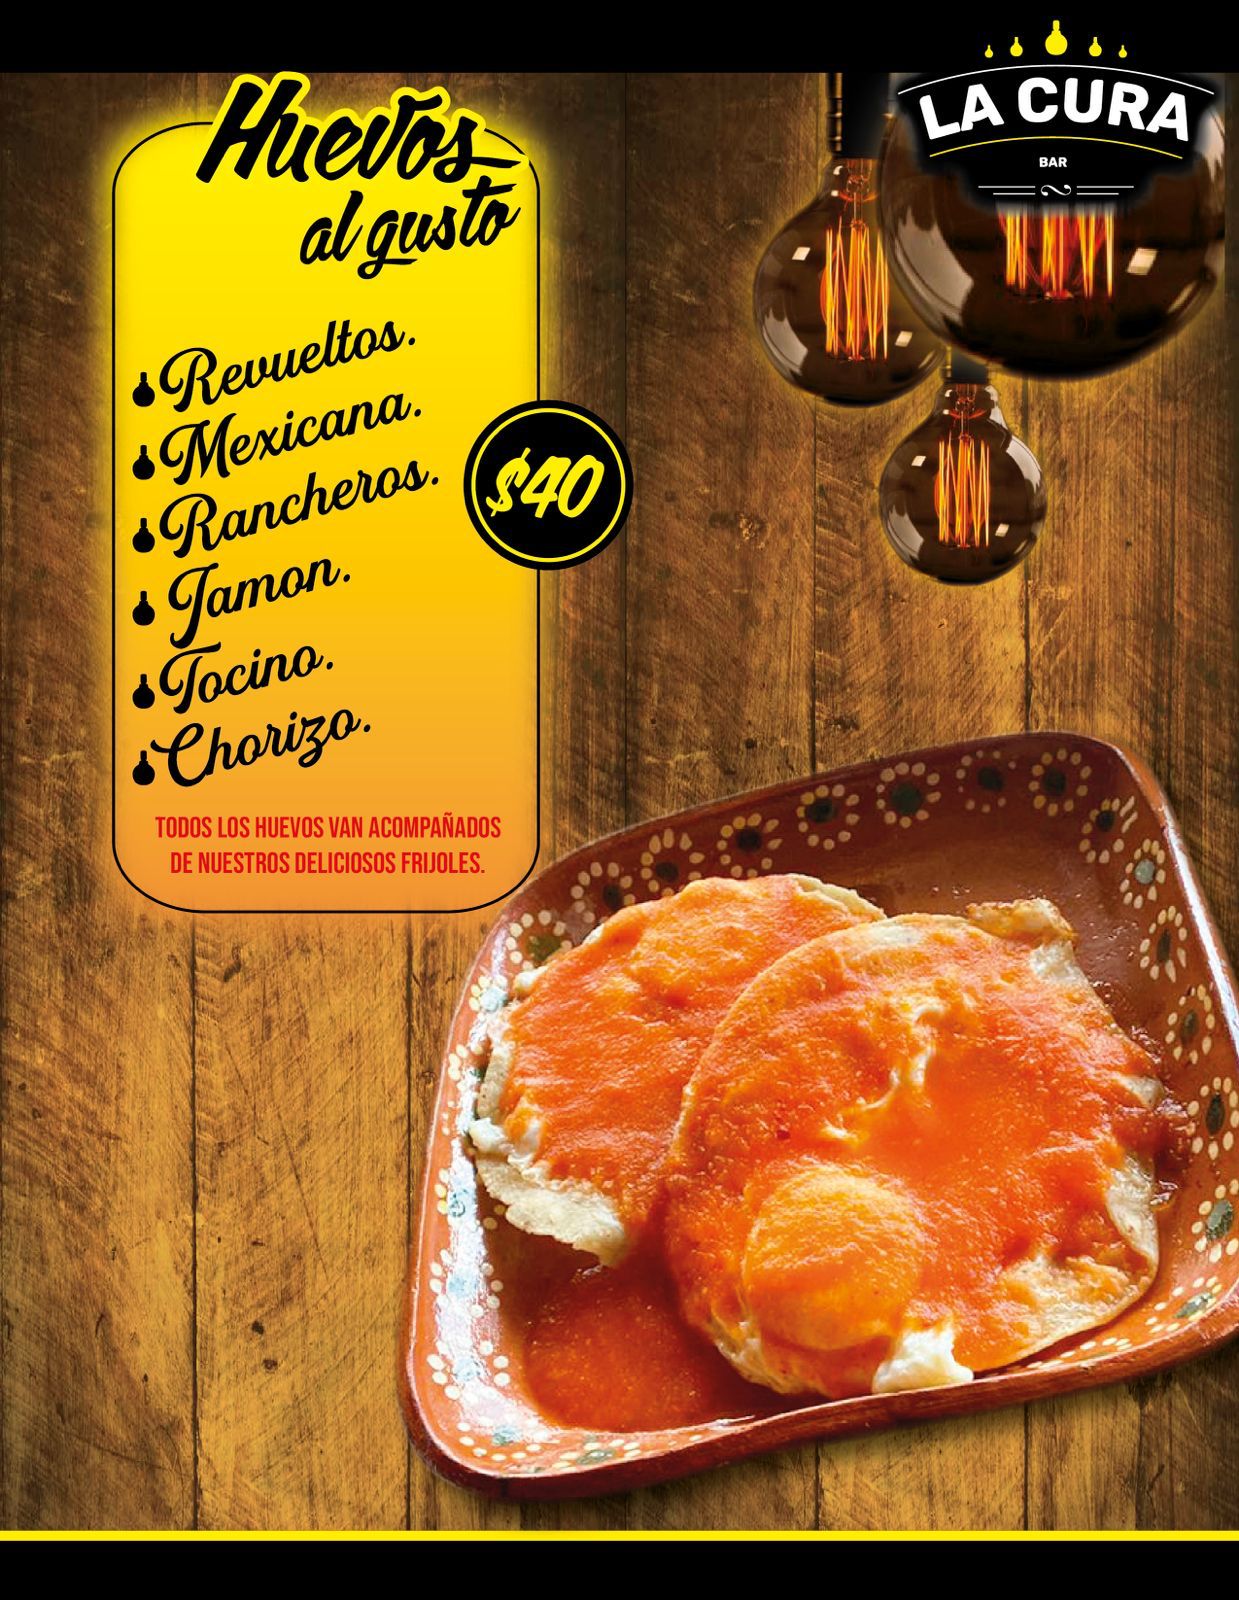 LA CURA
BAR
Huevos
al gusto
Revueltos.
Mexicana.
Rancheros.
Jamon.
Tocino.
Chorizo.
$40
TODOS LOS HUEVOS VAN ACOMPAÑADOS
DE NUESTROS DELICIOSOS FRIJOLES.